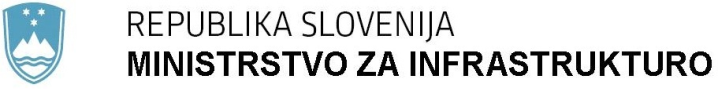 REPUBLIKA SLOVENIJA
MINISTRSTVO ZA INFRASTRUKTURO